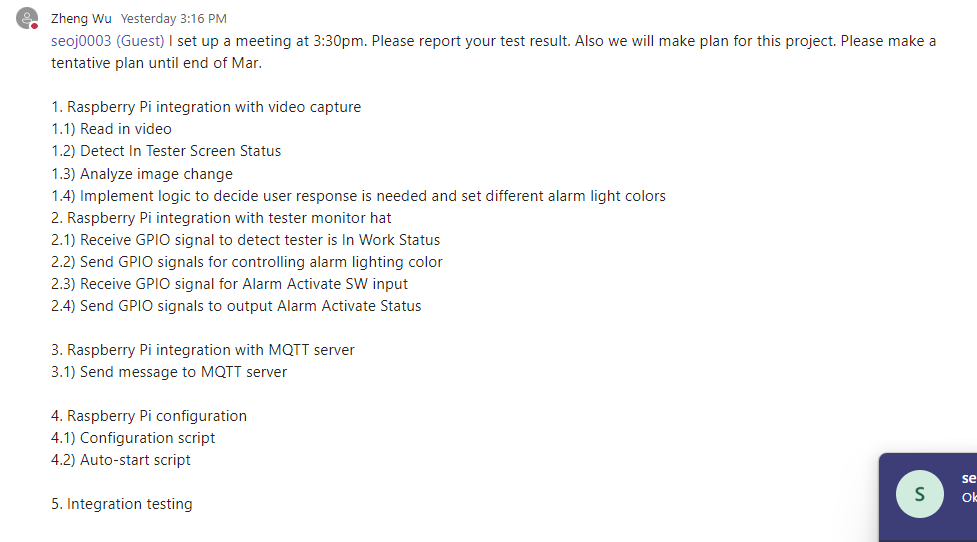 Zheng Wu Yesterday 3:16 PM
seoj0003 (Guest) I set up a meeting at 3:30pm. Please report your test result. Also we will make plan for this project. Please make a
tentative plan until end of Mar.
1. Raspberry Pi integration with video capture
1.1) Read in video
1.2) Detect In Tester Screen Status
1.3) Analyze image change
1.4) Implement logic to decide user response is needed and set different alarm light colors
2. Raspberry Pi integration with tester monitor hat
2.1) Receive GPIO signal to detect tester is In Work Status
2.2) Send GPIO signals for controlling alarm lighting color
2.3) Receive GPIO signal for Alarm Activate SW input
2.4) Send GPIO signals to output Alarm Activate Status
3. Raspberry Pi integration with MQTT server
3.1) Send message to MQTT server
4. Raspberry Pi configuration
4.1) Configuration script
4.2) Auto-start script
5. Integration testing
S
se
Ok